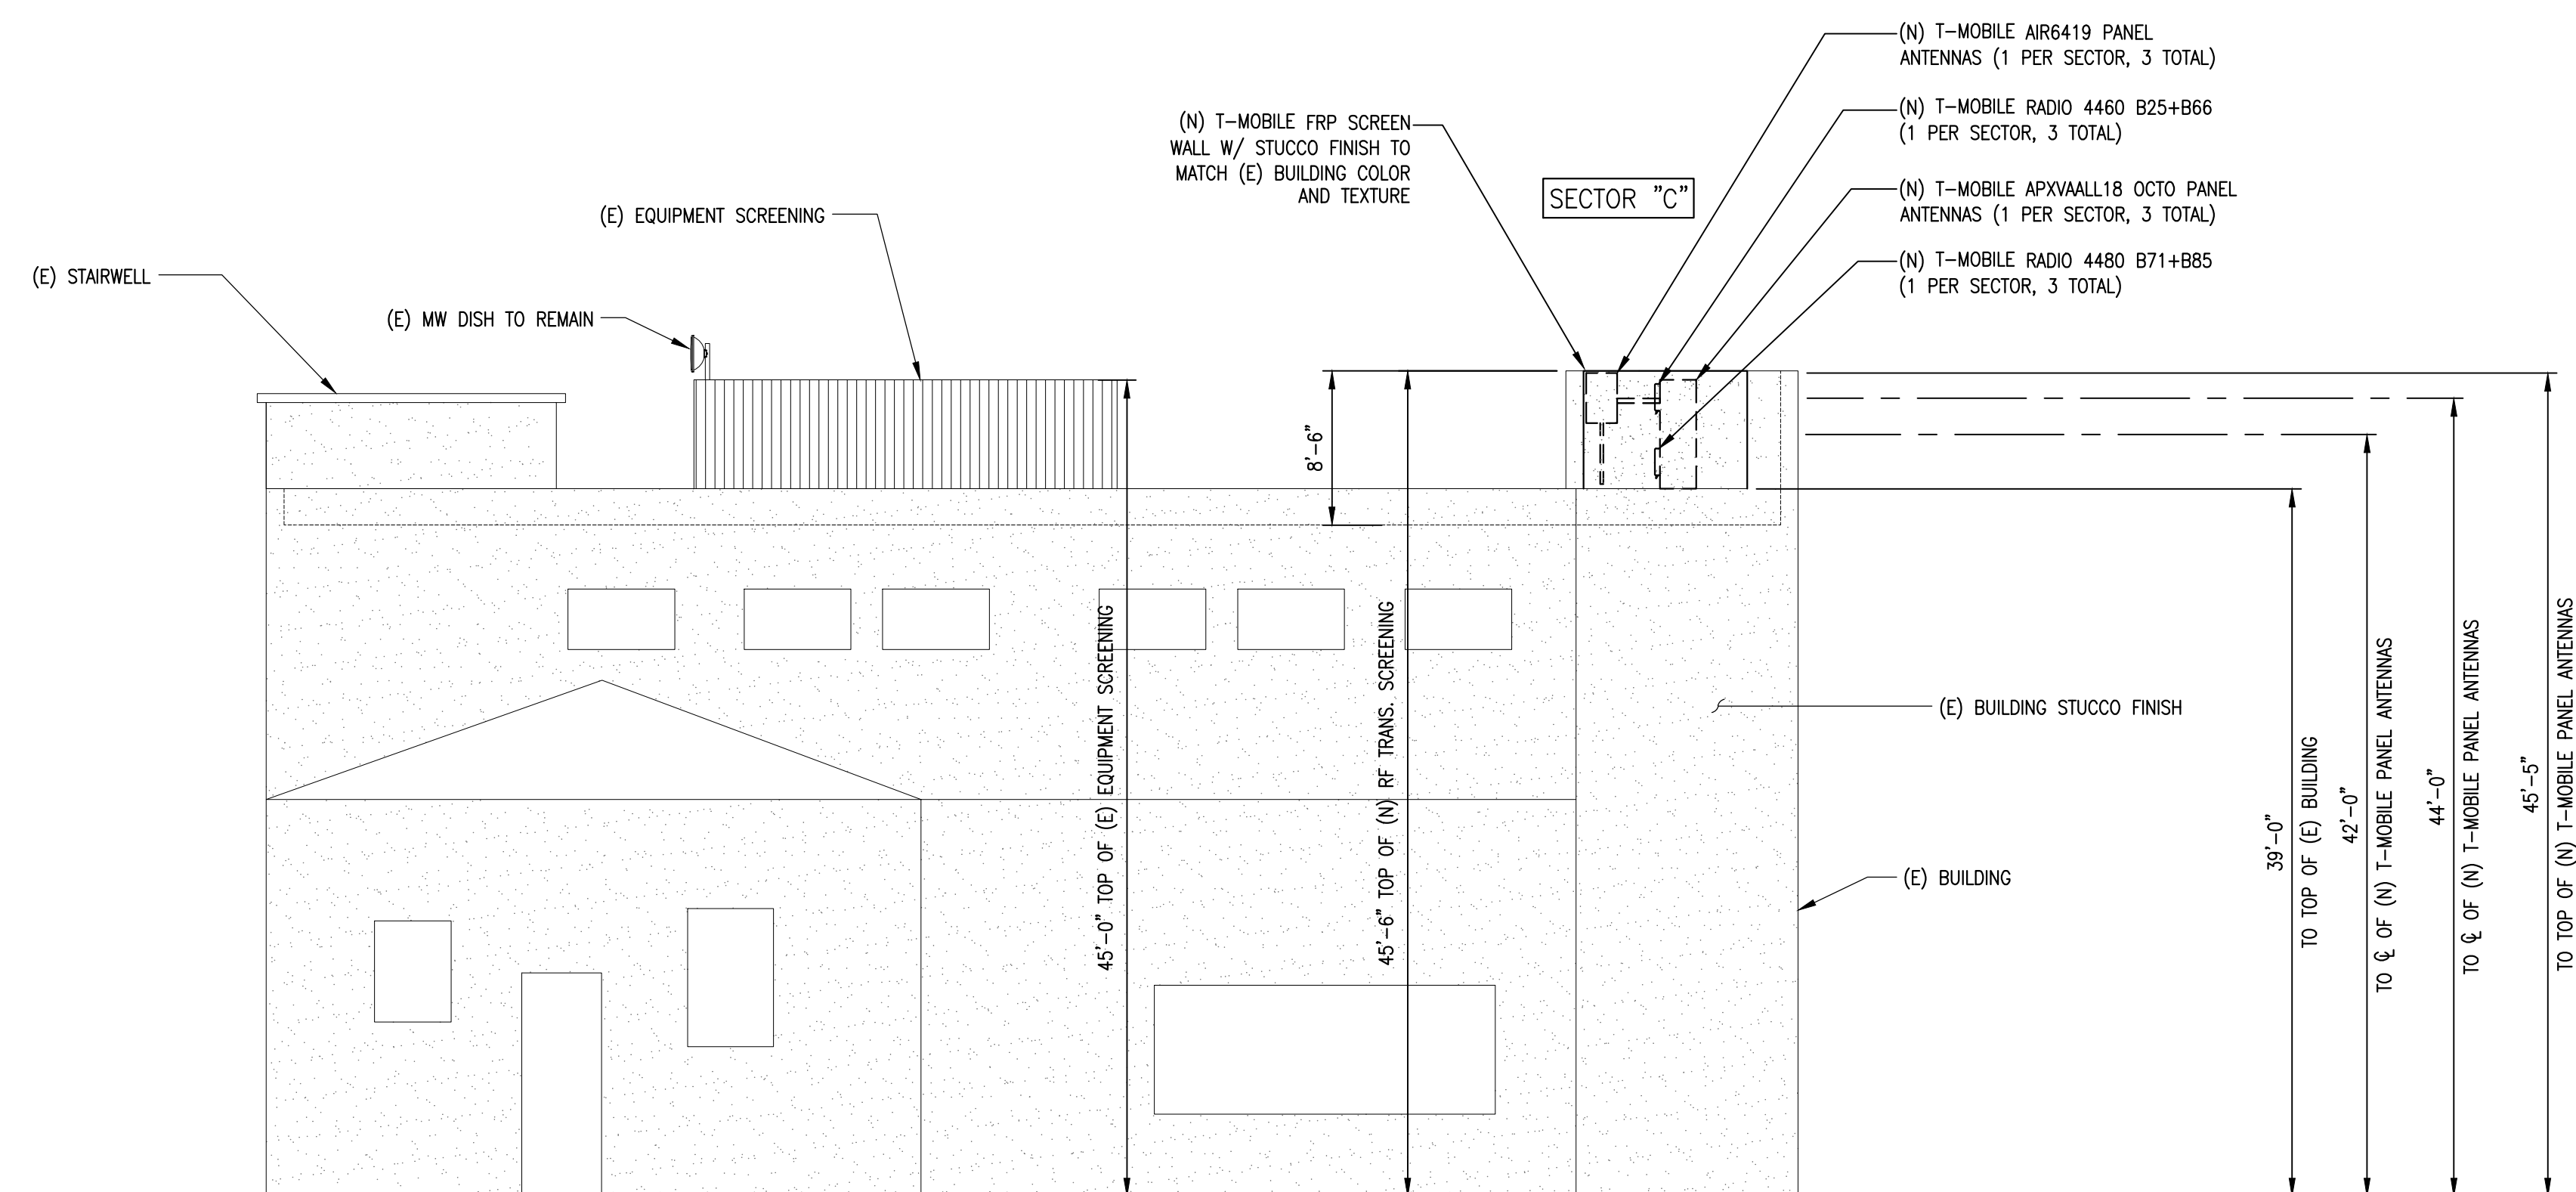 (N) T-MOBILE AIR6419 PANEL
ANTENNAS (1 PER SECTOR, 3 TOTAL)
(N) T-MOBILE RADIO 4460 B25+B66
(1 PER SECTOR, 3 TOTAL)
(N) T-MOBILE APXVAALL18 OCTO PANEL
ANTENNAS (1 PER SECTOR, 3 TOTAL)
(N) T-MOBILE RADIO 4480 B71+B85
(1 PER SECTOR, 3 TOTAL)
(N) T-MOBILE FRP SCREEN
WALL W/ STUCCO FINISH TO
MATCH (E) BUILDING COLOR
AND TEXTURE
SECTOR "C"
(E) EQUIPMENT SCREENING
(E) STAIRWELL
(E) MW DISH TO REMAIN
8'-6"
45'-0" TOP OF (E) EQUIPMENT SCREENING
45'-6" TOP OF (N) RF TRANS. SCREENING
(E) BUILDING STUCCO FINISH
(E) BUILDING
39'-0"
TO TOP OF (E) BUILDING
42'-0"
TO ℄ OF (N) T-MOBILE PANEL ANTENNAS
44'-0"
TO ℄ OF (N) T-MOBILE PANEL ANTENNAS
45'-5"
TO TOP OF (N) T-MOBILE PANEL ANTENNAS